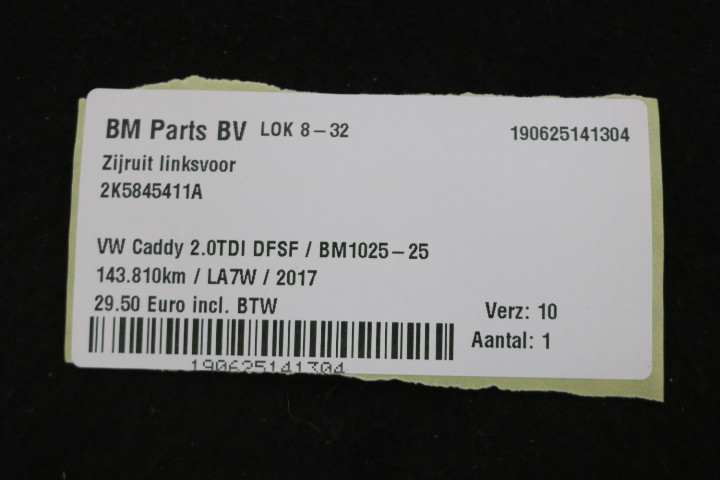 BM Parts BV LOK 8-32 190625141304
Zijruit linksvoor
2K5845411A
VW Caddy 2.0TDI DFSF / BM1025-25
143.810km / LA7W / 2017
29.50 Euro incl. BTW Verz: 10
Aantal: 1
190625141304